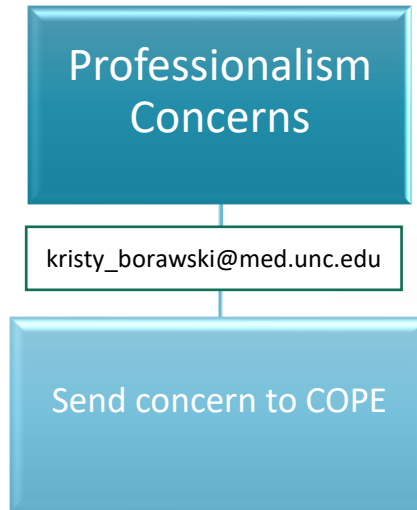 Professionalism
Concerns
kristy_borawski@med.unc.edu
Send concern to COPE